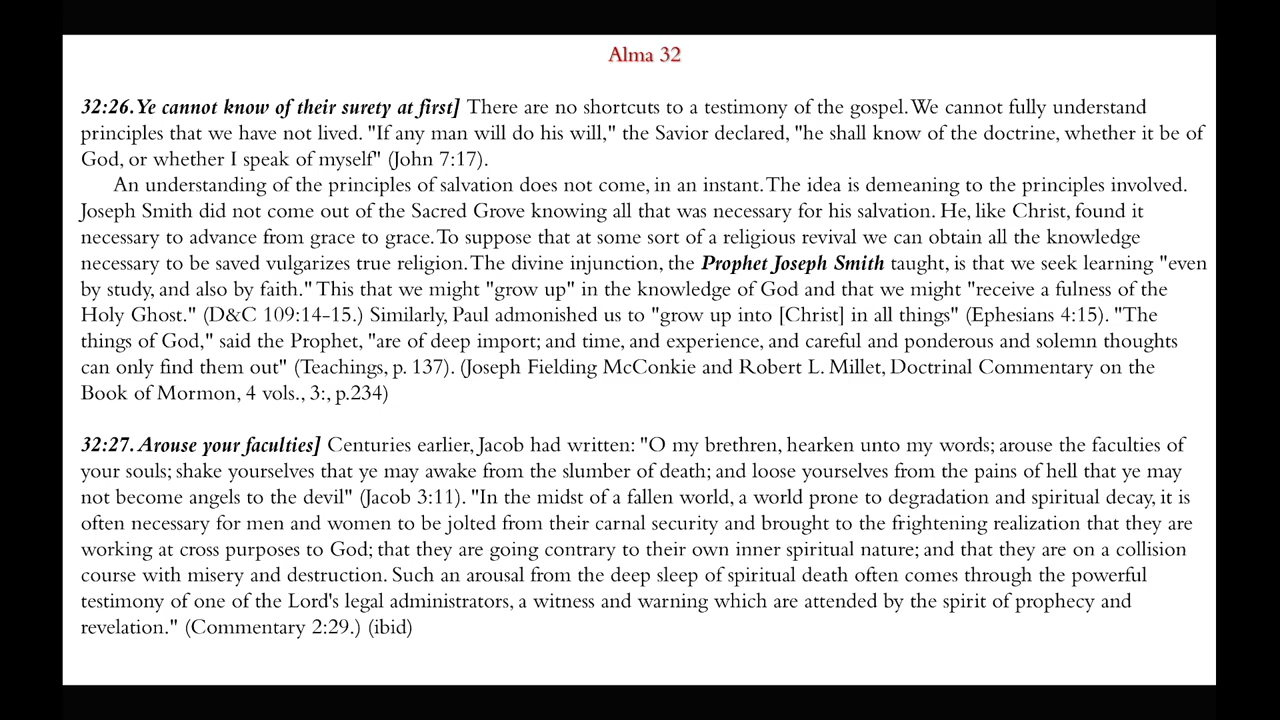 Alma 32
32:26. Ye cannot know of their surety at first] There are no shortcuts to a testimony of the gospel. We cannot fully understand
principles that we have not lived. "If any man will do his will," the Savior declared, "he shall know of the doctrine, whether it be of
God, or whether I speak of myself" (John 7:17).
An understanding of the principles of salvation does not come, in an instant. The idea is demeaning to the principles involved.
Joseph Smith did not come out of the Sacred Grove knowing all that was necessary for his salvation. He, like Christ, found it
necessary to advance from grace to grace. To suppose that at some sort of a religious revival we can obtain all the knowledge
necessary to be saved vulgarizes true religion. The divine injunction, the Prophet Joseph Smith taught, is that we seek learning "even
by study, and also by faith." This that we might "grow up" in the knowledge of God and that we might "receive a fulness of the
Holy Ghost." (D&C 109:14-15.) Similarly, Paul admonished us to "grow up into [Christ] in all things" (Ephesians 4:15). "The
things of God," said the Prophet, "are of deep import; and time, and experience, and careful and ponderous and solemn thoughts
can only find them out" (Teachings, p. 137). (Joseph Fielding McConkie and Robert L. Millet, Doctrinal Commentary on the
Book of Mormon, 4 vols., 3:, p.234)
32:27. Arouse your faculties] Centuries earlier, Jacob had written: "O my brethren, hearken unto my words; arouse the faculties of
your souls; shake yourselves that ye may awake from the slumber of death; and loose yourselves from the pains of hell that ye may
not become angels to the devil" (Jacob 3:11). "In the midst of a fallen world, a world prone to degradation and spiritual decay, it is
often necessary for men and women to be jolted from their carnal security and brought to the frightening realization that they are
working at cross purposes to God; that they are going contrary to their own inner spiritual nature; and that they are on a collision
course with misery and destruction. Such an arousal from the deep sleep of spiritual death often comes through the powerful
testimony of one of the Lord's legal administrators, a witness and warning which are attended by the spirit of prophecy and
revelation." (Commentary 2:29.) (ibid)